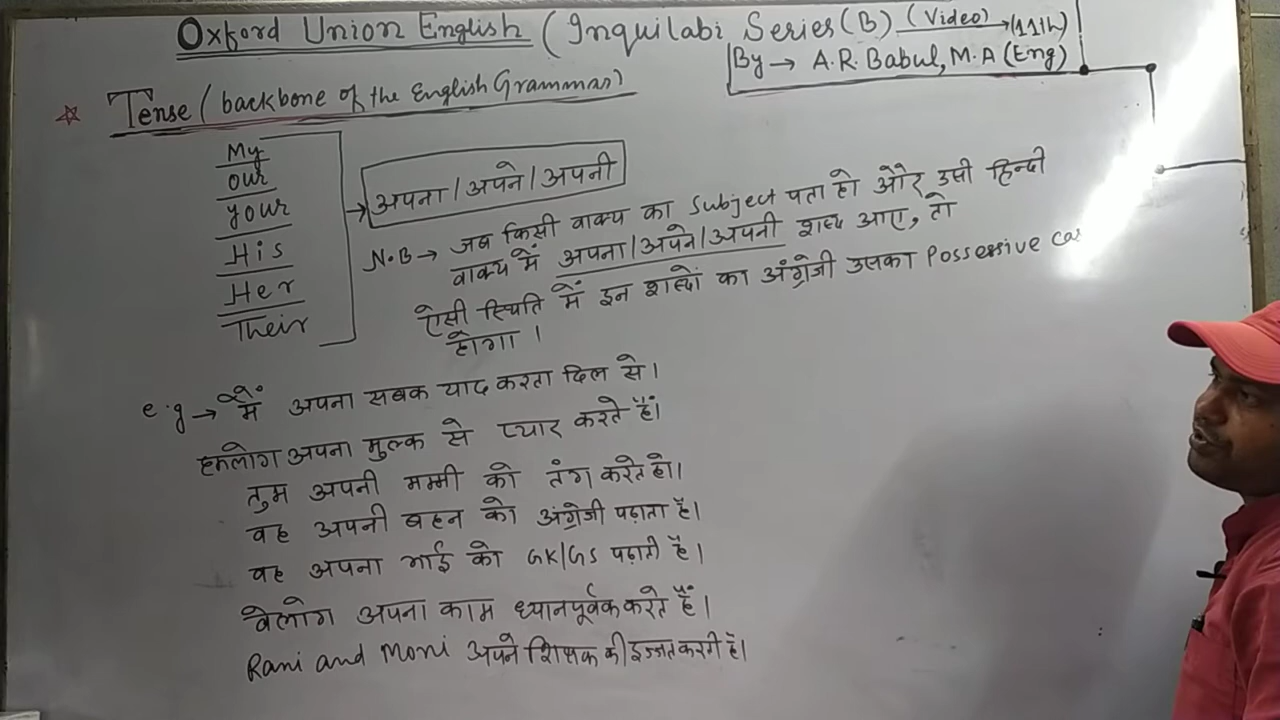 Oxford Union English (Inquilabi Series (B) (Video) → (11th)
By → A.R. Babul, M.A (Eng)
Tense (backbone of the English Grammar)
My
our
your
His
Her
Their
→ अपना / अपने / अपनी
N.B → जब किसी वाक्य का Subject पता हो और उसी हिन्दी
वाक्य में अपना / अपने / अपनी शब्द आए, तो
ऐसी स्थिति में इन शब्दों का अंग्रेजी उसका Possessive ca
होगा ।
e.g → मैं अपना सबक याद करता दिल से।
हमलोग अपना मुल्क से प्यार करते हैं।
तुम अपनी मम्मी को तंग करते हो।
वह अपनी बहन को अंग्रेजी पढ़ाता है।
वह अपना भाई को GK/GS पढ़ाती है।
वेलोग अपना काम ध्यानपूर्वक करते हैं।
Rani and Moni अपने शिक्षक की इज्जत करती है।